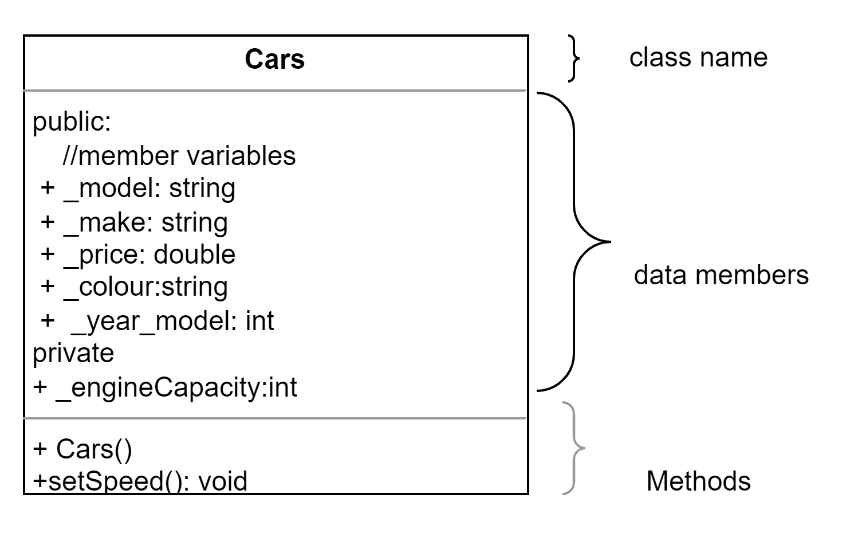 Cars
class name
public:
//member variables
+ _model: string
+ _make: string
+ _price: double
+ _colour:string
+ _year_model: int
private
+ _engineCapacity:int
data members
+ Cars()
+setSpeed(): void
Methods